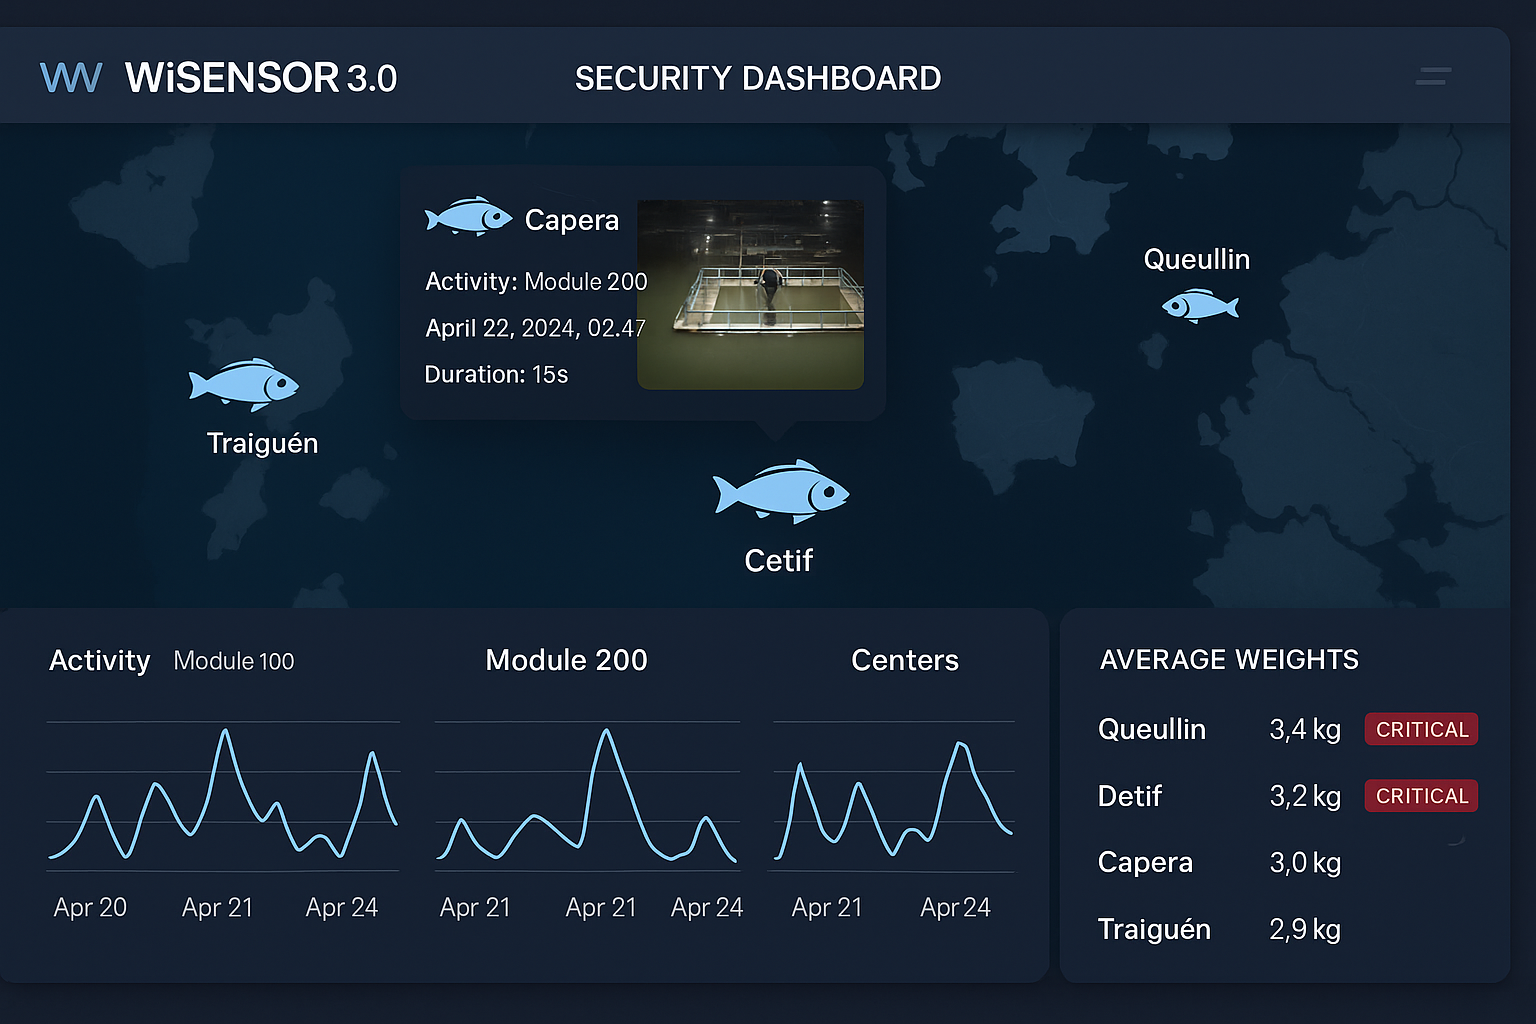 WiSENSOR 3.0
SECURITY DASHBOARD
Capera
Activity: Module 200
April 22, 2024, 02.47
Duration: 15s
Queullin
Traiguén
Cetif
Activity Module 100
Module 200
Centers
Apr 20 Apr 21 Apr 24
Apr 21 Apr 21 Apr 24
Apr 21 Apr 24
AVERAGE WEIGHTS
Queullin 3,4 kg CRITICAL
Detif 3,2 kg CRITICAL
Capera 3,0 kg
Traiguén 2,9 kg